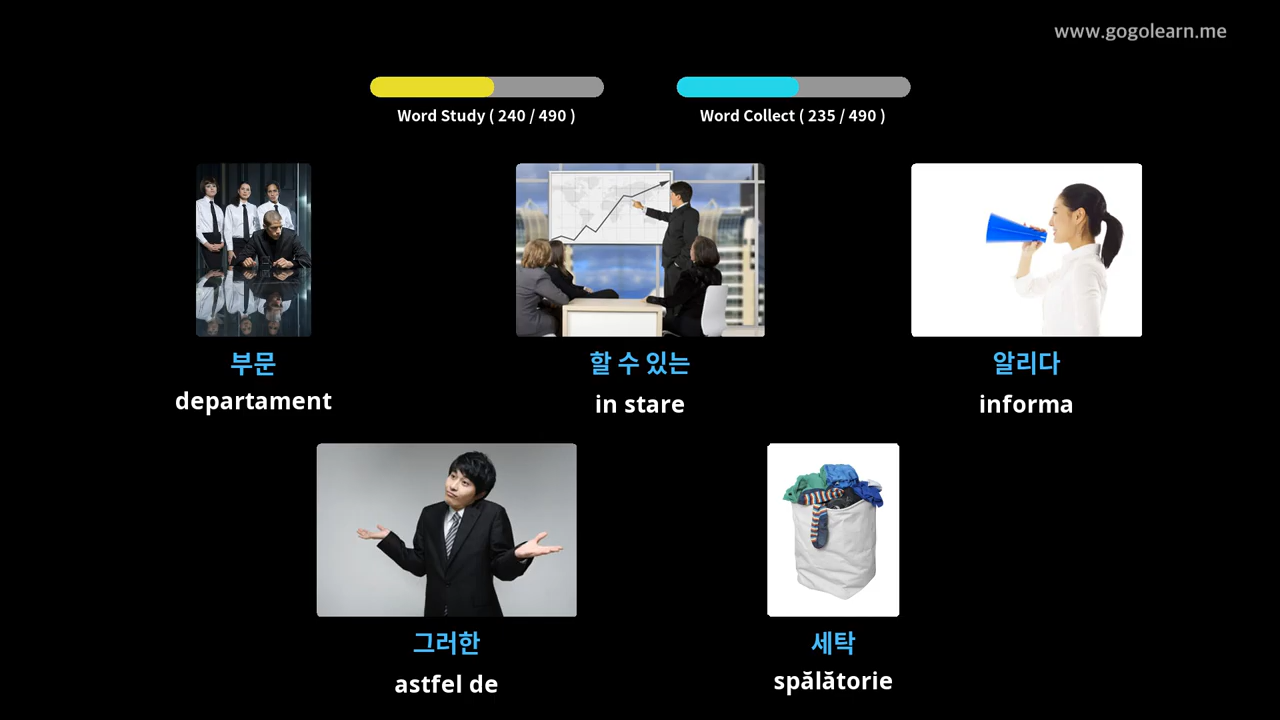 www.gogolearn.me
Word Study ( 240 / 490 )
Word Collect ( 235 / 490 )
부문
departament
할 수 있는
in stare
알리다
informa
그러한
astfel de
세탁
spălătorie